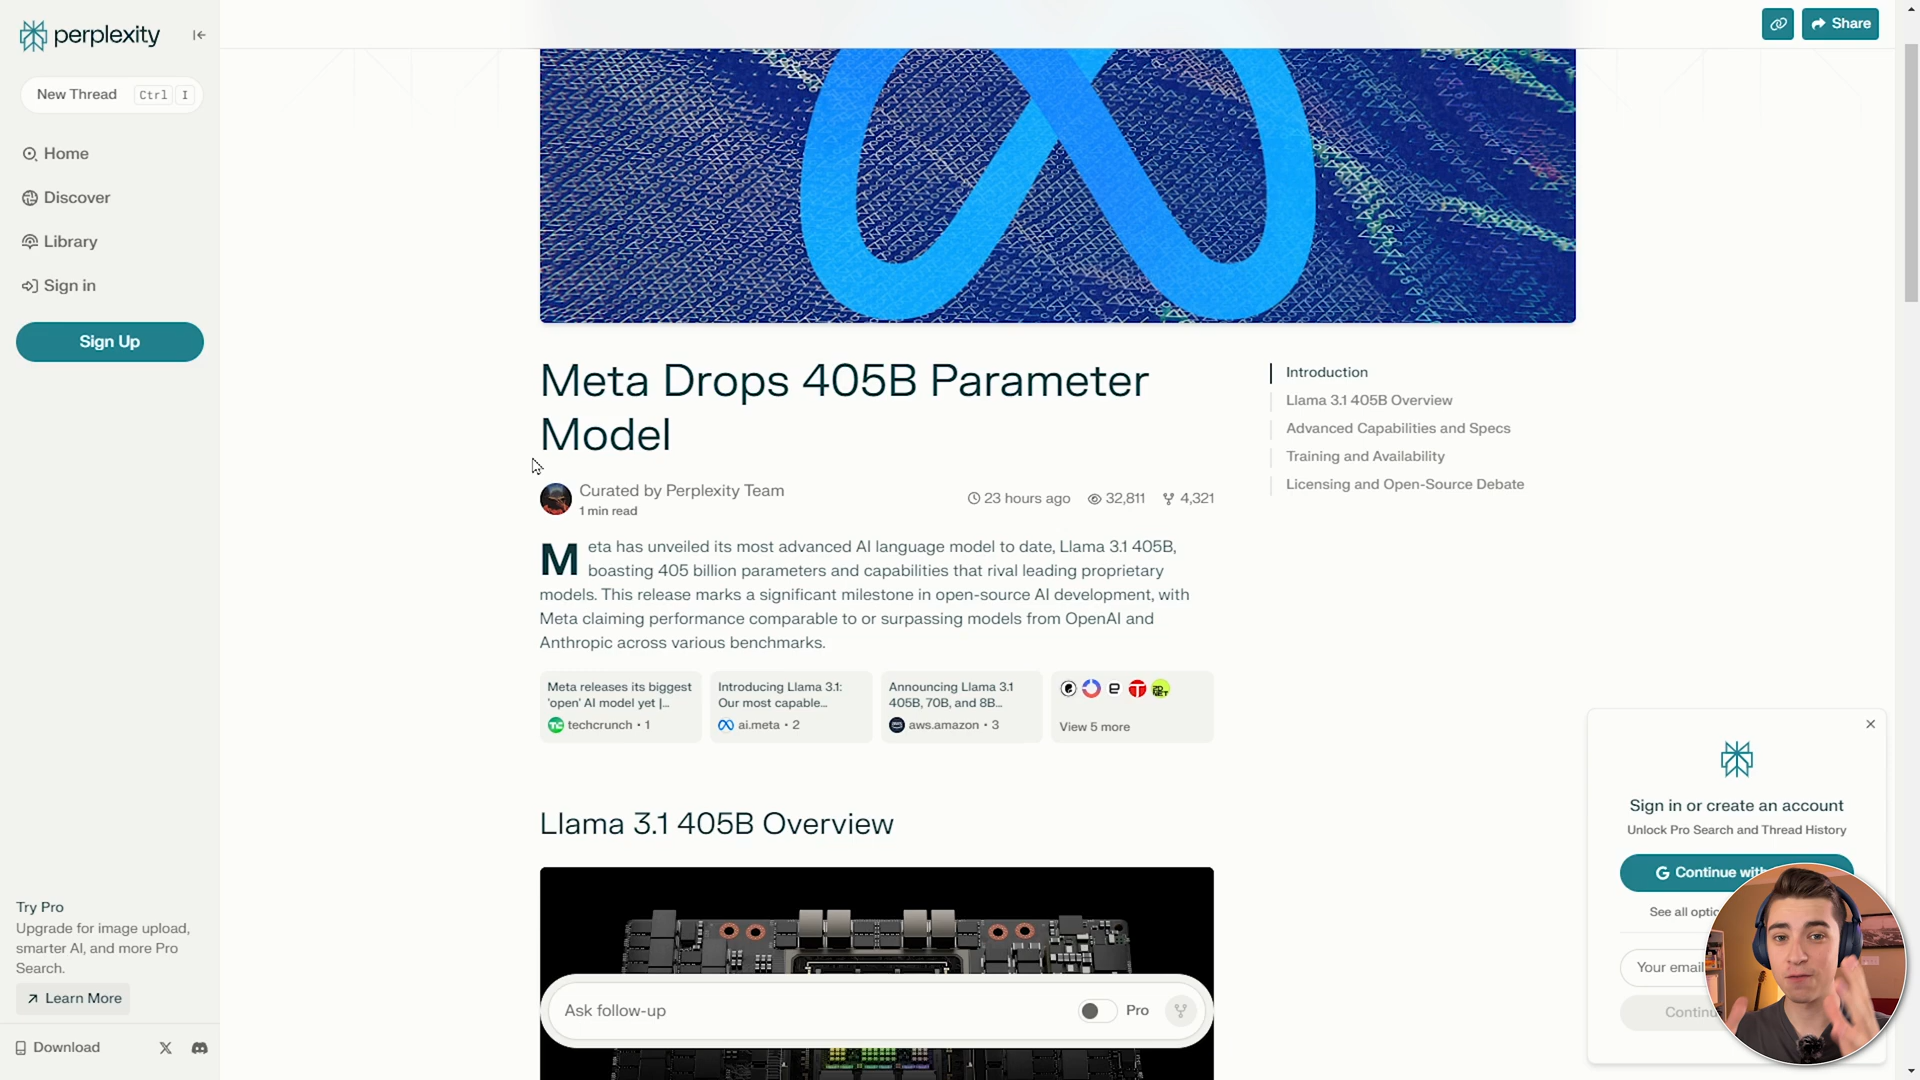 perplexity
New Thread Ctrl I
Home
Discover
Library
Sign in
Sign Up
Try Pro
Upgrade for image upload,
smarter AI, and more Pro
Search.
Learn More
Download
Share
Meta Drops 405B Parameter
Model
Curated by Perplexity Team
1 min read
23 hours ago 32,811 4,321
Meta has unveiled its most advanced AI language model to date, Llama 3.1 405B,
boasting 405 billion parameters and capabilities that rival leading proprietary
models. This release marks a significant milestone in open-source AI development, with
Meta claiming performance comparable to or surpassing models from OpenAI and
Anthropic across various benchmarks.
Meta releases its biggest
'open' AI model yet |...
techcrunch • 1
Introducing Llama 3.1:
Our most capable...
ai.meta • 2
Announcing Llama 3.1
405B, 70B, and 8B...
aws.amazon • 3
View 5 more
Llama 3.1 405B Overview
Ask follow-up
Pro
Introduction
Llama 3.1 405B Overview
Advanced Capabilities and Specs
Training and Availability
Licensing and Open-Source Debate
Sign in or create an account
Unlock Pro Search and Thread History
Continue with
See all
Your email